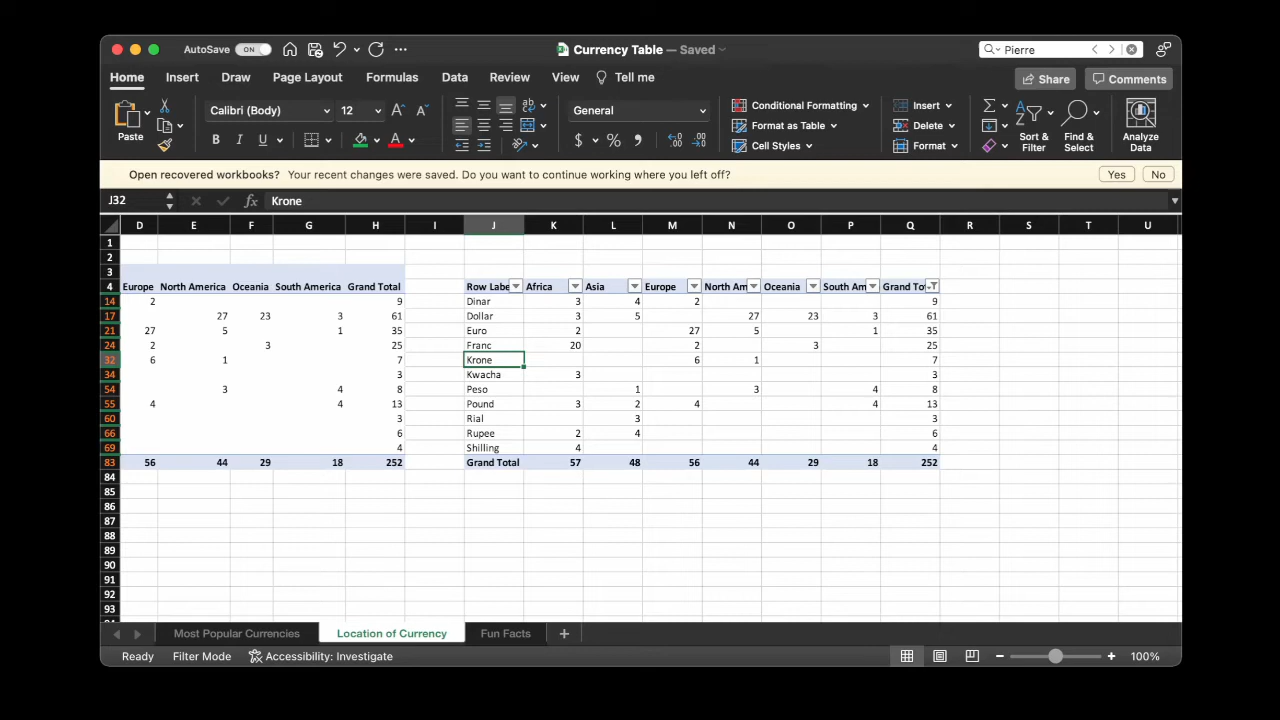 AutoSave ON Currency Table — Saved Pierre
Home Insert Draw Page Layout Formulas Data Review View Tell me Share Comments
Paste Calibri (Body) 12 A A General Conditional Formatting Insert Sort & Filter Find & Select Analyze Data
B I U A ab $ % Format as Table Delete
Cell Styles Format
Open recovered workbooks? Your recent changes were saved. Do you want to continue working where you left off? Yes No
J32 fx Krone
D E F G H I J K L M N O P Q R S T U
1
2
3
4 Europe North America Oceania South America Grand Total Row Labe Africa Asia Europe North Am Oceania South Am Grand To
14 2 9 Dinar 3 4 2 9
17 27 23 3 61 Dollar 3 5 27 23 3 61
21 27 5 1 35 Euro 2 27 5 1 35
24 2 3 25 Franc 20 2 3 25
32 6 1 7 Krone 6 1 7
34 3 Kwacha 3 3
54 3 4 8 Peso 1 3 4 8
55 4 4 13 Pound 3 2 4 4 13
60 3 Rial 3 3
66 6 Rupee 2 4 6
69 4 Shilling 4 4
83 56 44 29 18 252 Grand Total 57 48 56 44 29 18 252
84
85
86
87
88
89
90
91
92
93
Most Popular Currencies Location of Currency Fun Facts +
Ready Filter Mode Accessibility: Investigate 100%